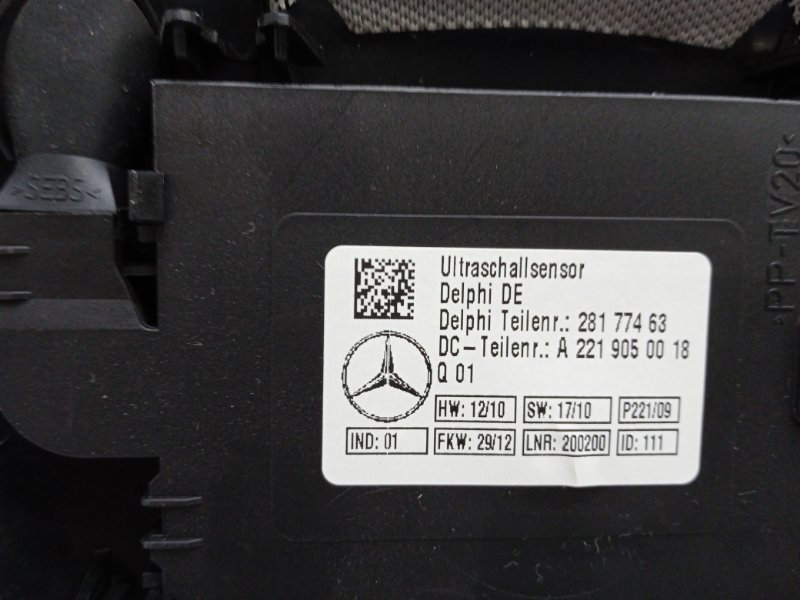 >SEBS<
>PP-TV20<
Ultraschallsensor
Delphi DE
Delphi Teilenr.: 281 774 63
DC-Teilenr.: A 221 905 00 18
Q 01
HW: 12/10 SW: 17/10 P221/09
IND: 01 FKW: 29/12 LNR: 200200 ID: 111